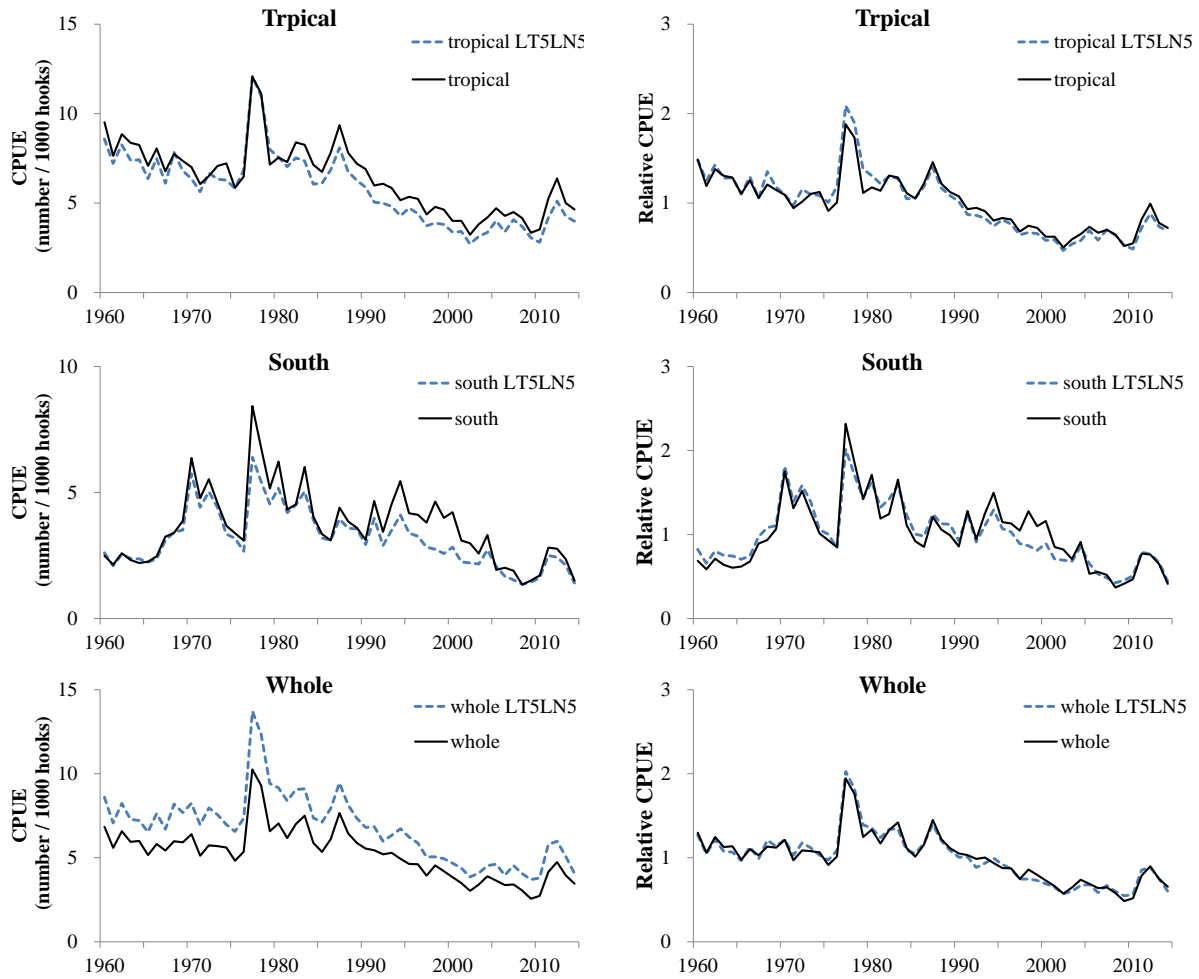 Trpical
CPUE
(number / 1000 hooks)
15
10
5
0
1960 1970 1980 1990 2000 2010
tropical LT5LN5
tropical
Trpical
Relative CPUE
3
2
1
0
1960 1970 1980 1990 2000 2010
tropical LT5LN5
tropical
South
CPUE
(number / 1000 hooks)
10
5
0
1960 1970 1980 1990 2000 2010
south LT5LN5
south
South
Relative CPUE
3
2
1
0
1960 1970 1980 1990 2000 2010
south LT5LN5
south
Whole
CPUE
(number / 1000 hooks)
15
10
5
0
1960 1970 1980 1990 2000 2010
whole LT5LN5
whole
Whole
Relative CPUE
3
2
1
0
1960 1970 1980 1990 2000 2010
whole LT5LN5
whole